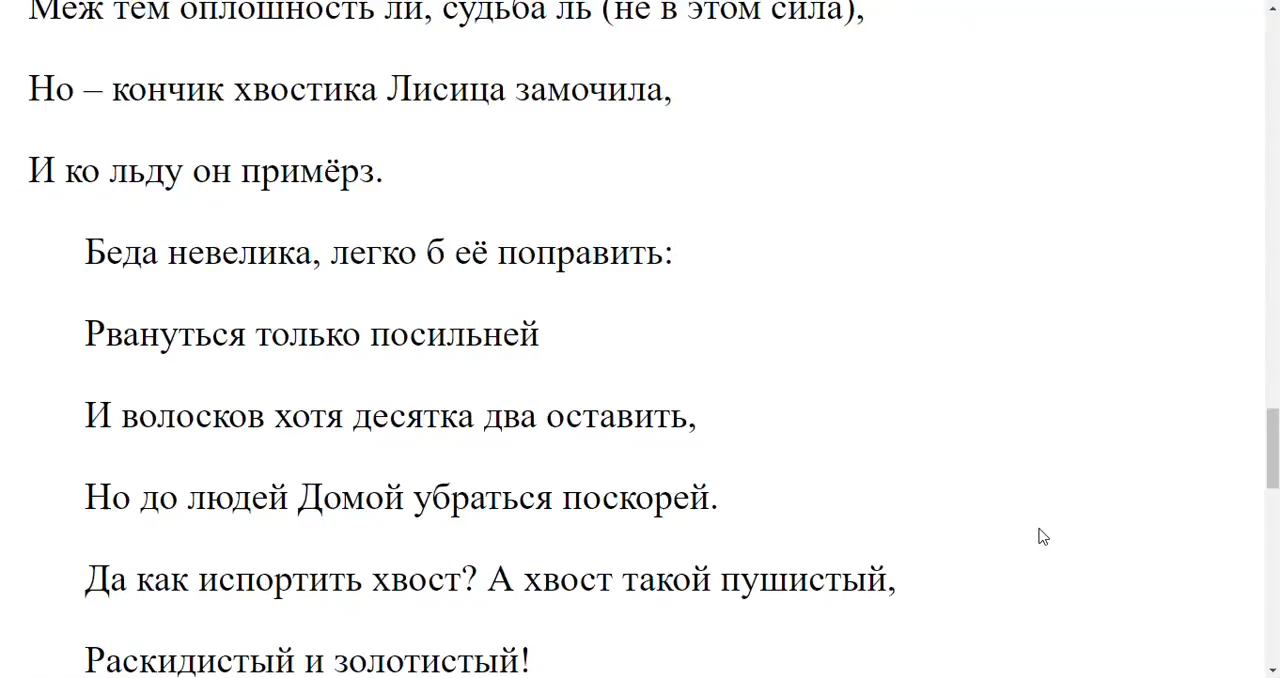 Меж тем оплошность ли, судьба ль (не в этом сила),
Но – кончик хвостика Лисица замочила,
И ко льду он примёрз.
Беда невелика, легко б её поправить:
Рвануться только посильней
И волосков хотя десятка два оставить,
Но до людей Домой убраться поскорей.
Да как испортить хвост? А хвост такой пушистый,
Раскидистый и золотистый!